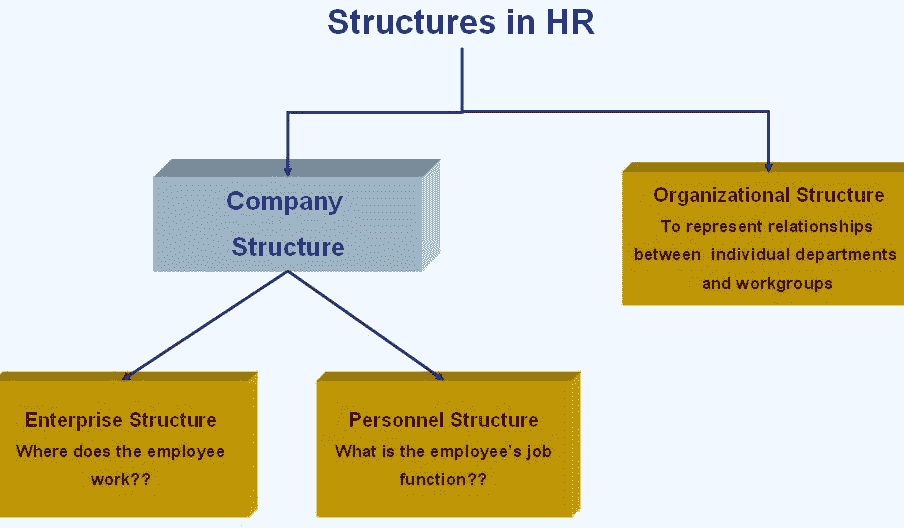 Structures in HR
Company
Structure
Organizational Structure
To represent relationships
between individual departments
and workgroups
Enterprise Structure
Where does the employee
work??
Personnel Structure
What is the employee's job
function??